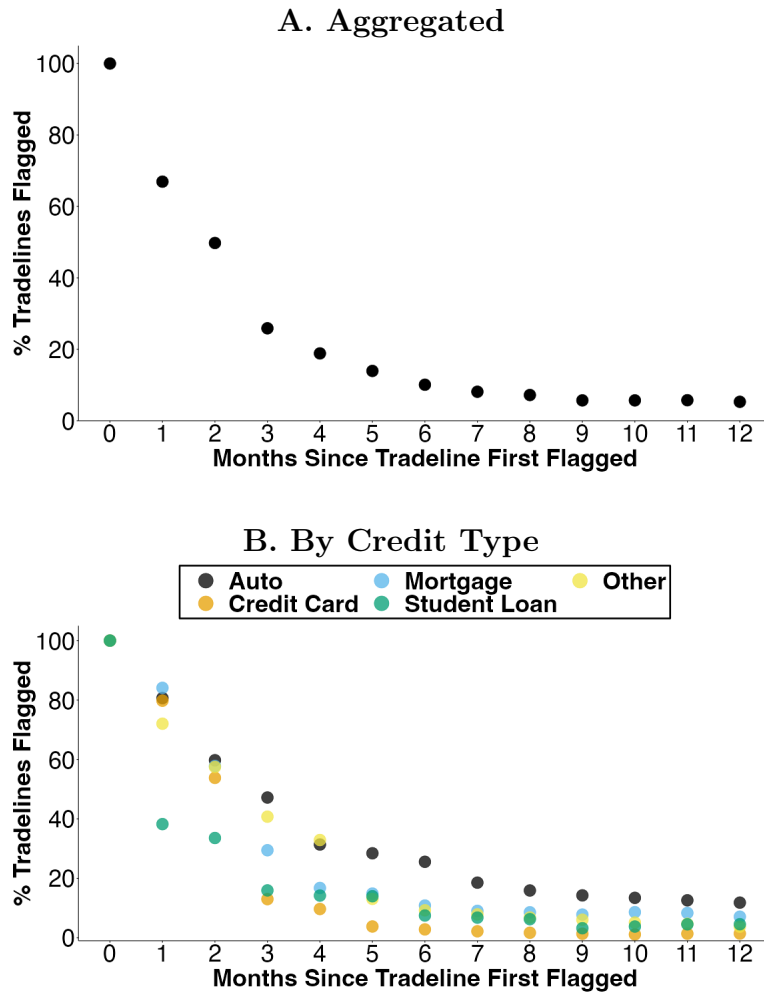 A. Aggregated
% Tradelines Flagged
100
80
60
40
20
0
0 1 2 3 4 5 6 7 8 9 10 11 12
Months Since Tradeline First Flagged
B. By Credit Type
Auto Mortgage Other
Credit Card Student Loan
% Tradelines Flagged
100
80
60
40
20
0
0 1 2 3 4 5 6 7 8 9 10 11 12
Months Since Tradeline First Flagged